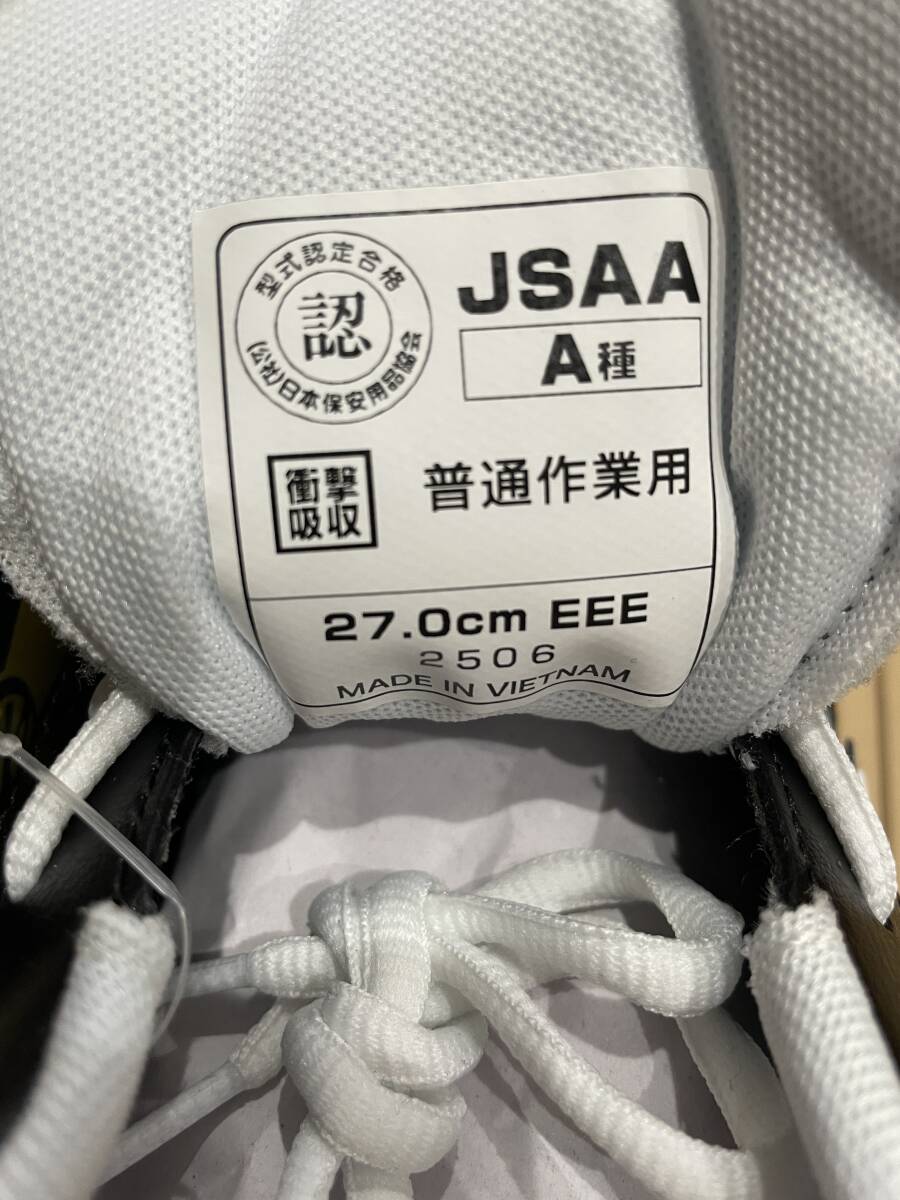 型式認定合格
認
(公社)日本保安用品協会
JSAA
A種
衝撃
吸収
普通作業用
27.0cm EEE
2506
MADE IN VIETNAM